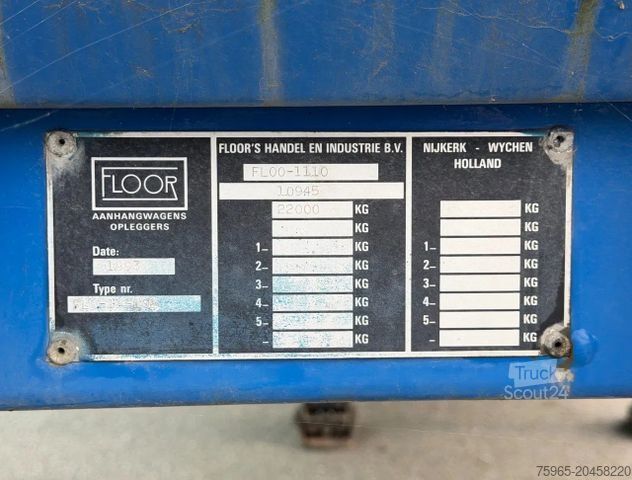 FLOOR
AANHANGWAGENS
OPLEGGERS
Date:
Type nr.
FLOOR'S HANDEL EN INDUSTRIE B.V.
FLOO-1110
10945
22000 KG
KG
1- KG
2- KG
3- KG
4- KG
5- KG
- KG
NIJKERK - WYCHEN
HOLLAND
KG
KG
1- KG
2- KG
3- KG
4- KG
5- KG
- KG
Truck
Scout24
75965-20458220